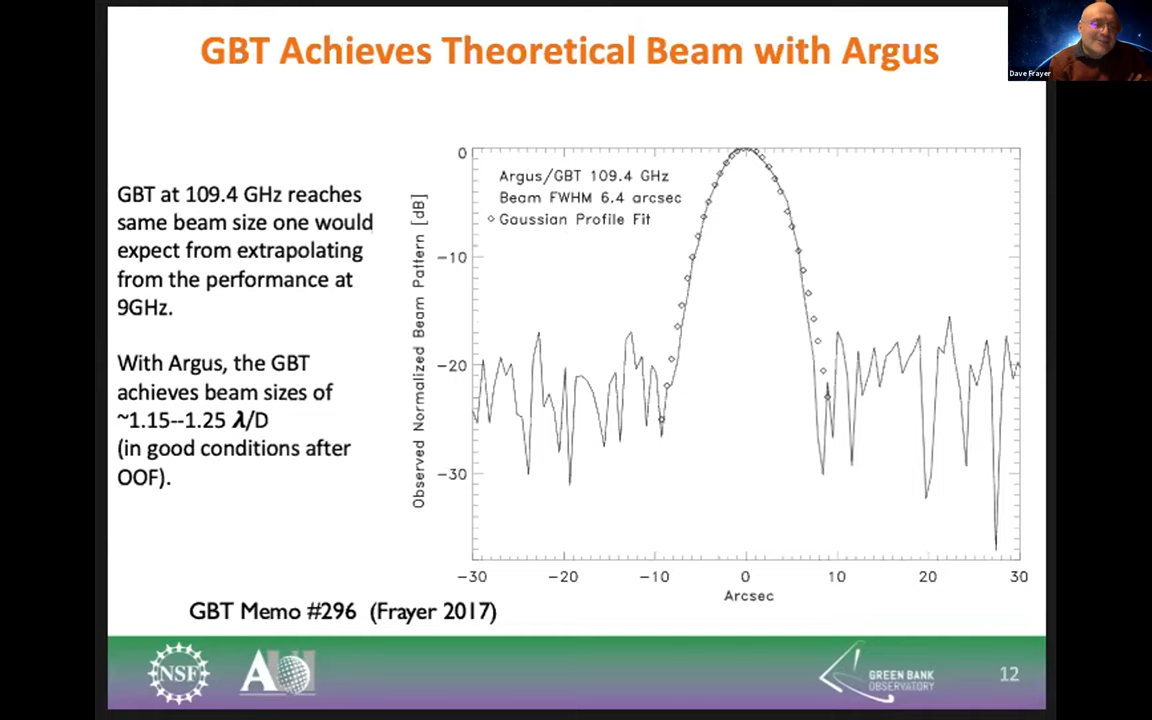 GBT Achieves Theoretical Beam with Argus
Dave Frayer
GBT at 109.4 GHz reaches
same beam size one would
expect from extrapolating
from the performance at
9GHz.
With Argus, the GBT
achieves beam sizes of
~1.15--1.25 λ/D
(in good conditions after
OOF).
Observed Normalized Beam Pattern [dB]
0
−10
−20
−30
Argus/GBT 109.4 GHz
Beam FWHM 6.4 arcsec
◇ Gaussian Profile Fit
−30 −20 −10 0 10 20 30
Arcsec
GBT Memo #296 (Frayer 2017)
NSF
AUI
GREEN BANK
OBSERVATORY
12